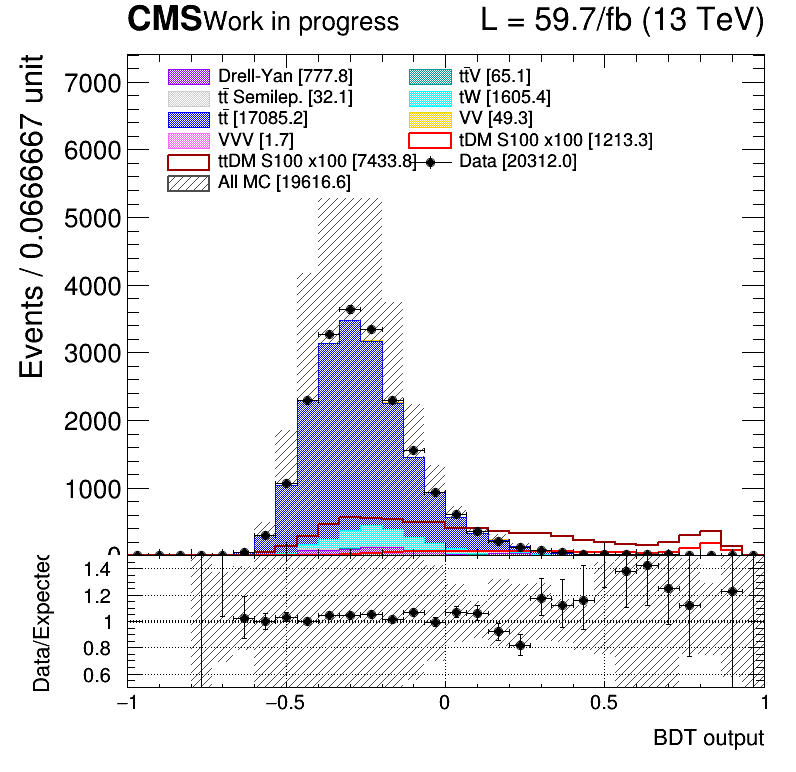 CMS Work in progress L = 59.7/fb (13 TeV)
Events / 0.0666667 unit
7000
6000
5000
4000
3000
2000
1000
0
Drell-Yan [777.8]
tt̄ Semilep. [32.1]
tt̄ [17085.2]
VVV [1.7]
ttDM S100 x100 [7433.8]
All MC [19616.6]
tt̄V [65.1]
tW [1605.4]
VV [49.3]
tDM S100 x100 [1213.3]
Data [20312.0]
Data/Expected
1.4
1.2
1
0.8
0.6
−1 −0.5 0 0.5 1
BDT output